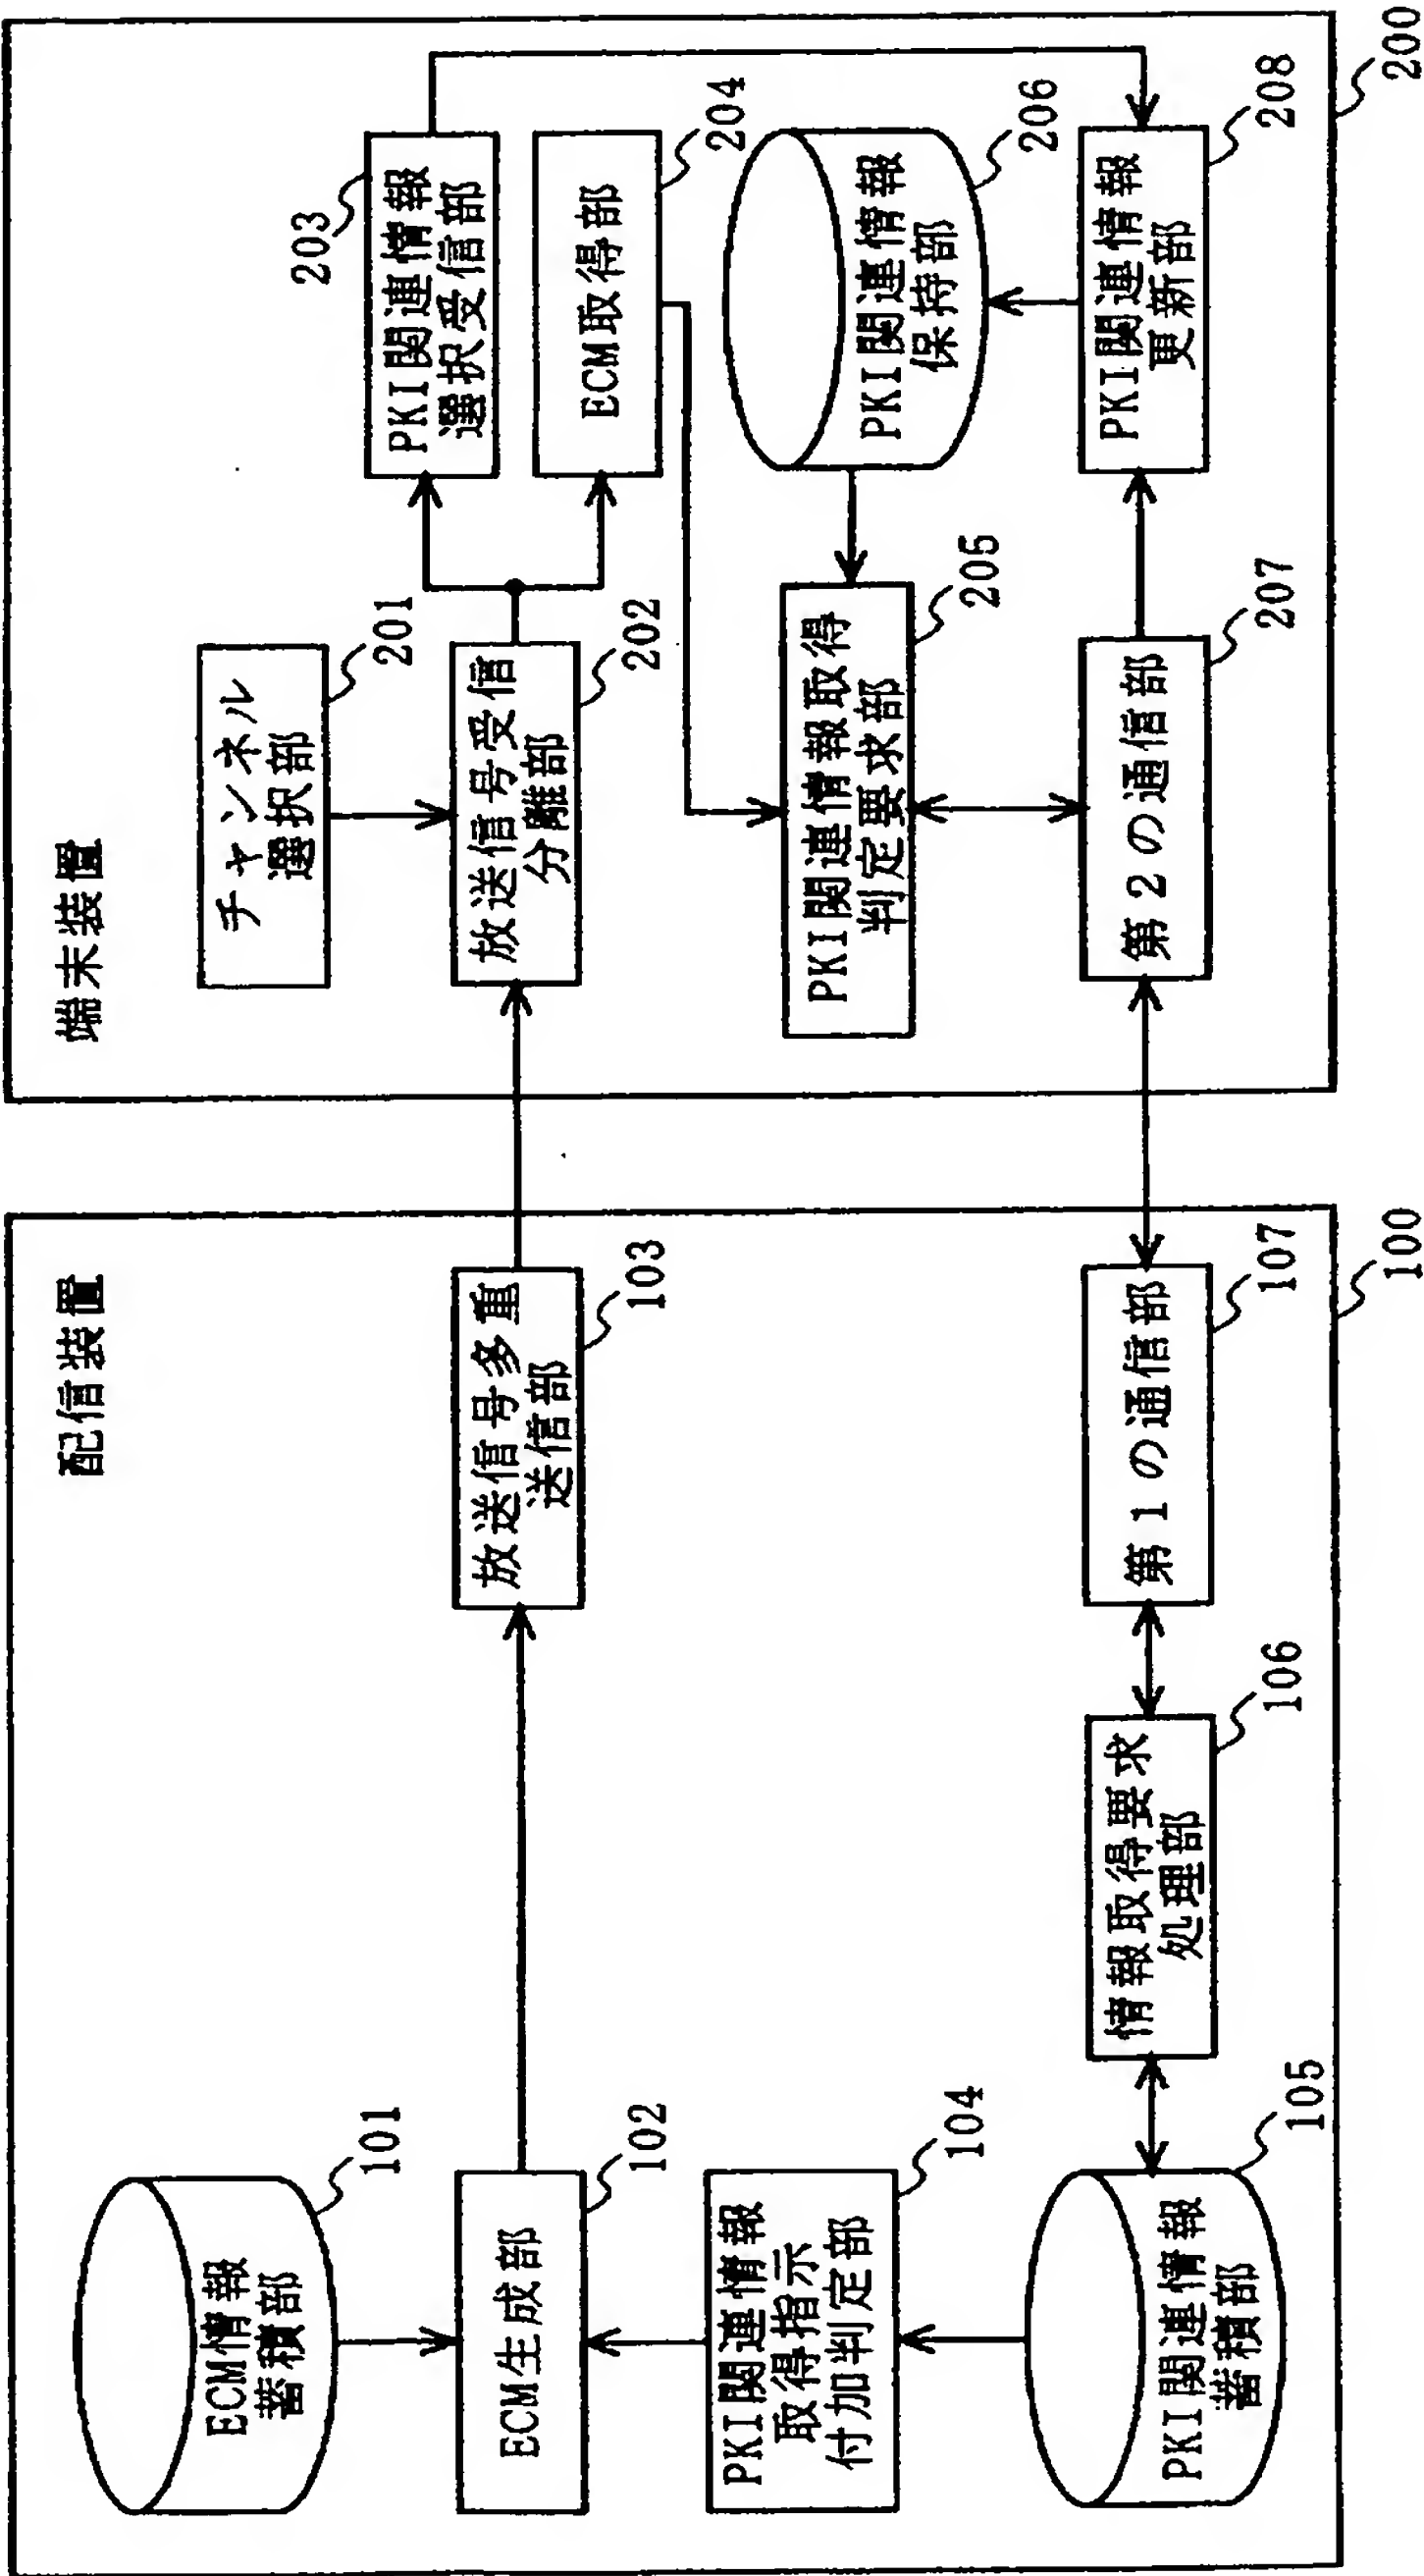 配信装置
ECM情報
蓄積部
101
ECM生成部
102
放送信号多重
送信部
103
PKI関連情報
取得指示
付加判定部
104
PKI関連情報
蓄積部
105
情報取得要求
処理部
106
第1の通信部
107
100
端末装置
チャンネル
選択部
201
放送信号受信
分離部
202
PKI関連情報
選択受信部
203
ECM取得部
204
PKI関連情報取得
判定要求部
205
PKI関連情報
保持部
206
第2の通信部
207
PKI関連情報
更新部
208
200